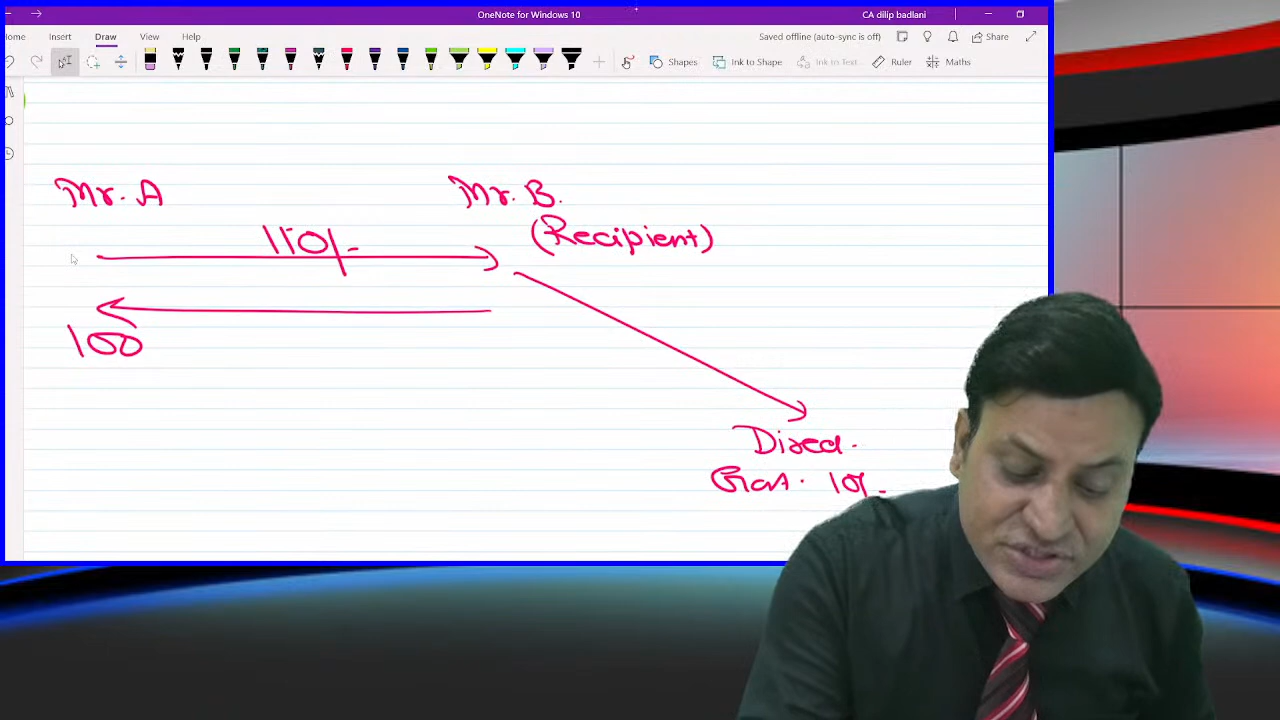 OneNote for Windows 10
CA dilip badlani
Home Insert Draw View Help
Saved offline (auto-sync is off)
Share
Shapes
Ink to Shape
Ink to Text
Ruler
Maths
Mr. A
Mr. B.
110/-
(Recipient)
100
Direct.
Govt. 10/-